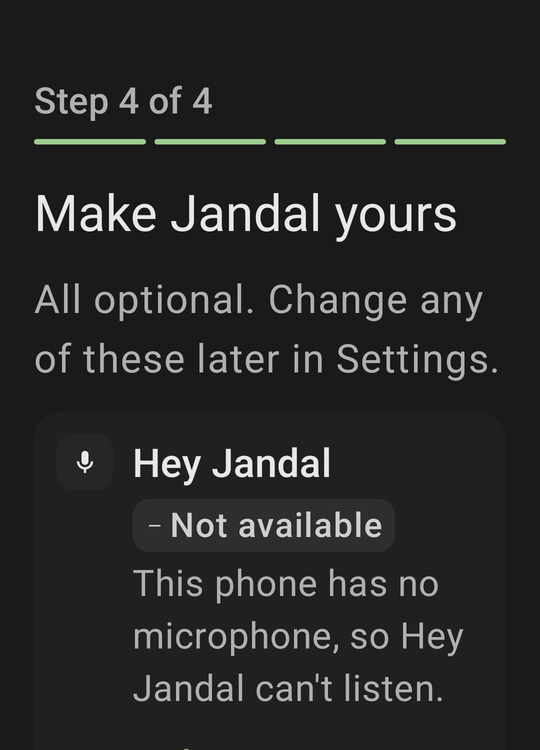 Step 4 of 4
Make Jandal yours
All optional. Change any
of these later in Settings.
Hey Jandal
– Not available
This phone has no
microphone, so Hey
Jandal can't listen.